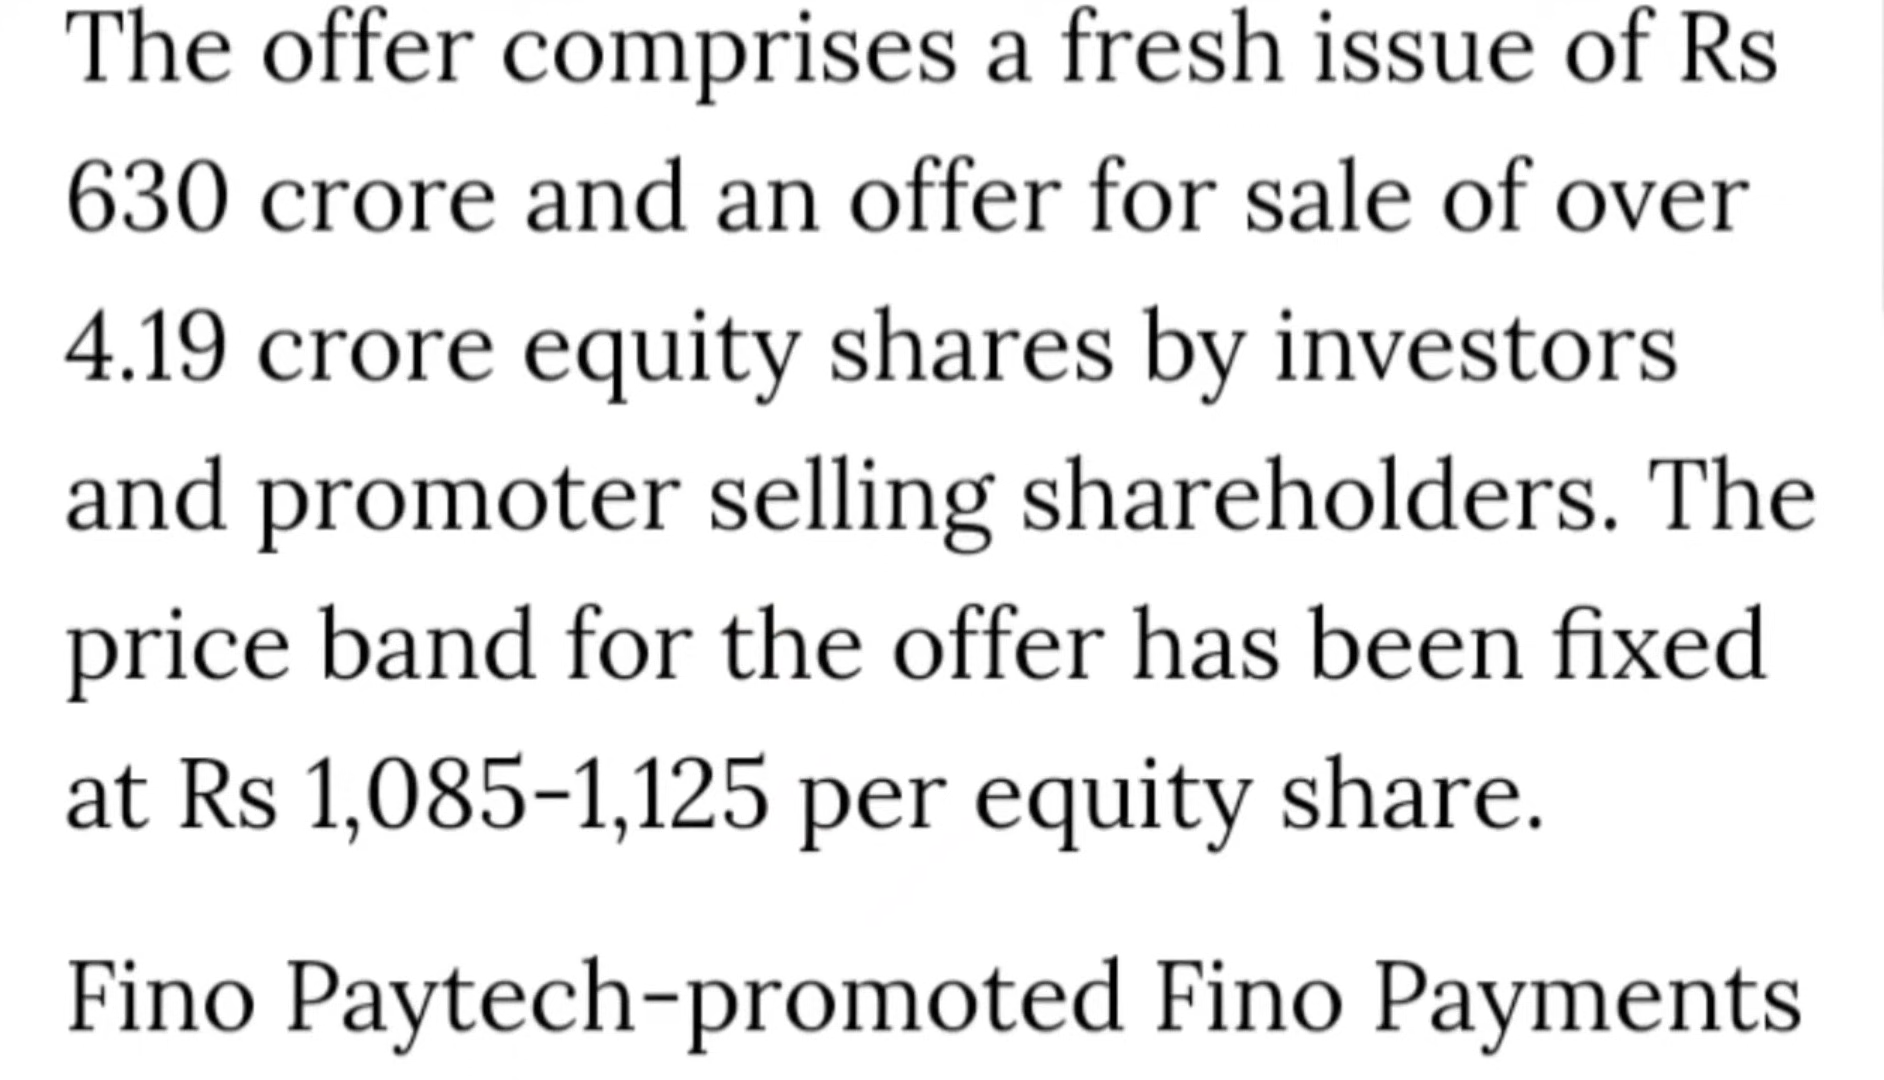 The offer comprises a fresh issue of Rs
630 crore and an offer for sale of over
4.19 crore equity shares by investors
and promoter selling shareholders. The
price band for the offer has been fixed
at Rs 1,085-1,125 per equity share.
Fino Paytech-promoted Fino Payments